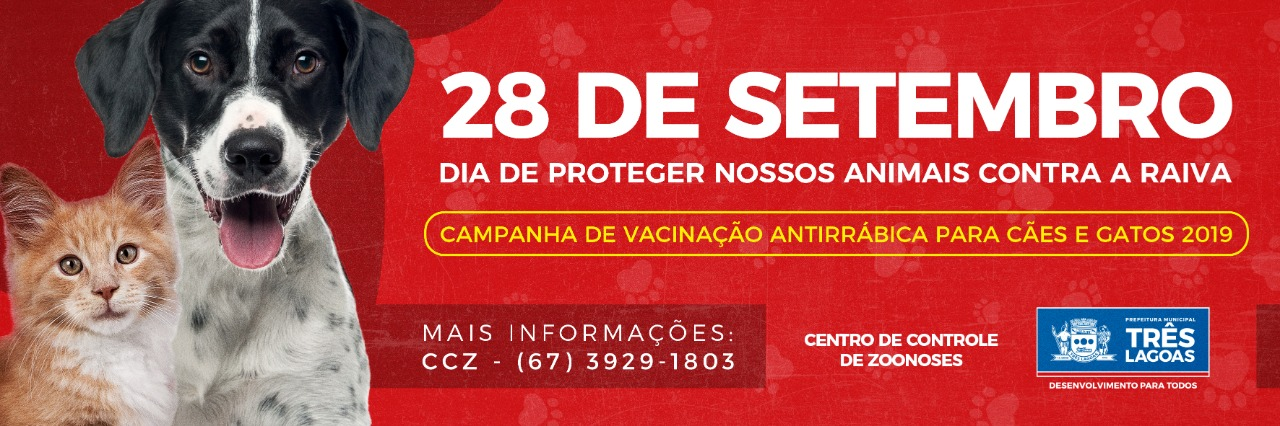 28 DE SETEMBRO
DIA DE PROTEGER NOSSOS ANIMAIS CONTRA A RAIVA
CAMPANHA DE VACINAÇÃO ANTIRRÁBICA PARA CÃES E GATOS 2019
MAIS INFORMAÇÕES:
CCZ - (67) 3929-1803
CENTRO DE CONTROLE
DE ZOONOSES
PREFEITURA MUNICIPAL
TRÊS
LAGOAS
DESENVOLVIMENTO PARA TODOS